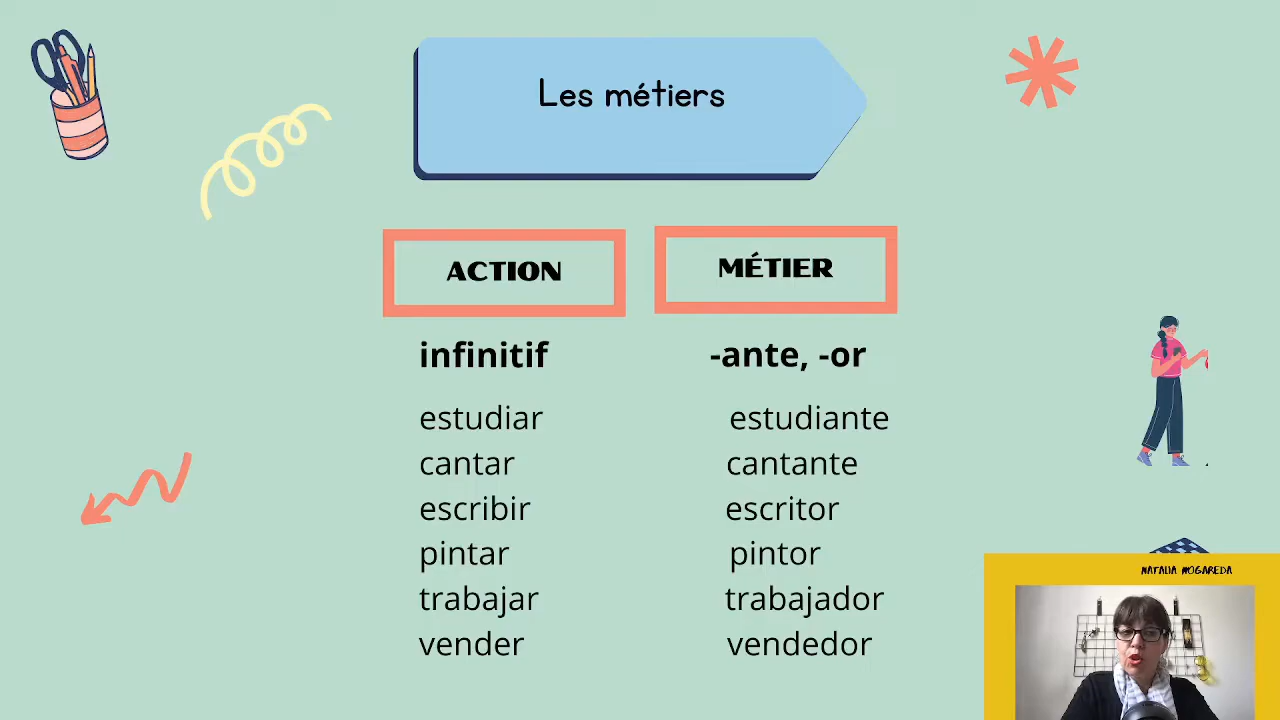 Les métiers
ACTION
MÉTIER
infinitif
-ante, -or
estudiar
estudiante
cantar
cantante
escribir
escritor
pintar
pintor
trabajar
trabajador
vender
vendedor
NATALIA NOGAREDA